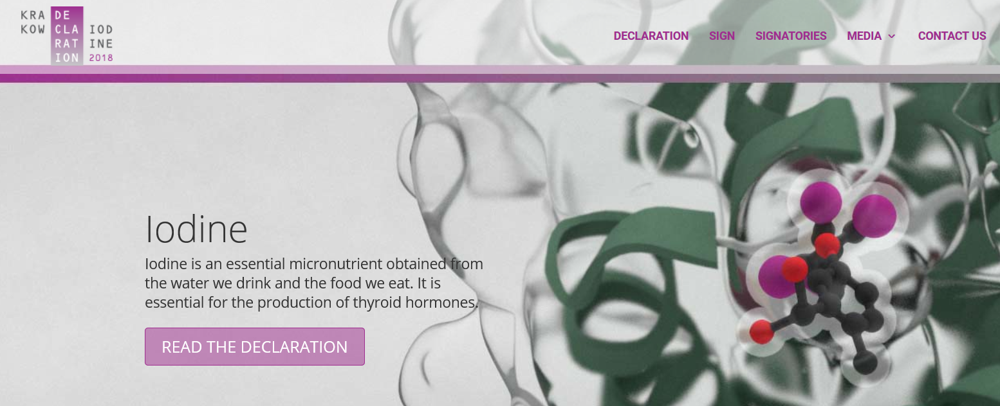 KRA DE
KOW CLA IOD
RAT INE
ION 2018
DECLARATION SIGN SIGNATORIES MEDIA CONTACT US
Iodine
Iodine is an essential micronutrient obtained from
the water we drink and the food we eat. It is
essential for the production of thyroid hormones.
READ THE DECLARATION